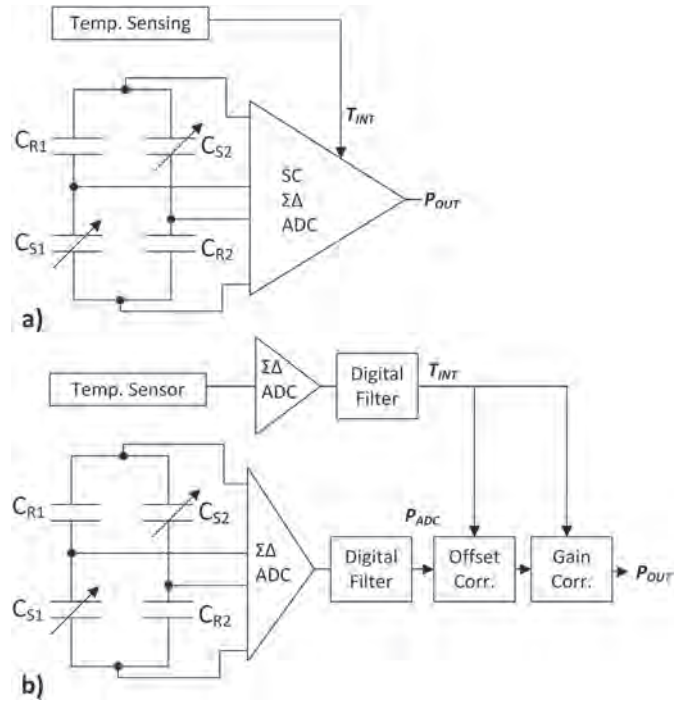 Temp. Sensing
T_INT
C_R1
C_S2
SC
ΣΔ
ADC
P_OUT
C_S1
C_R2
a)
Temp. Sensor
ΣΔ
ADC
Digital
Filter
T_INT
C_R1
C_S2
ΣΔ
ADC
P_ADC
Digital
Filter
Offset
Corr.
Gain
Corr.
P_OUT
C_S1
C_R2
b)